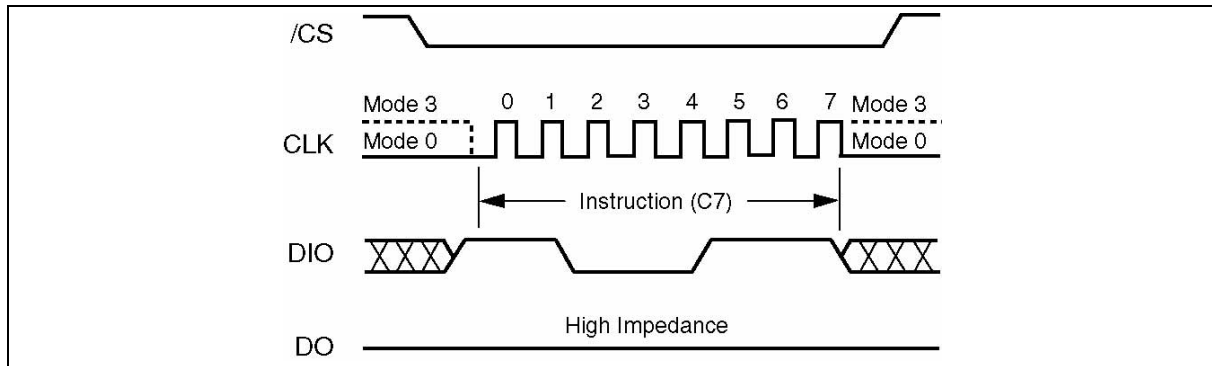 /CS
Mode 3 0 1 2 3 4 5 6 7 Mode 3
CLK Mode 0 Mode 0
Instruction (C7)
DIO
High Impedance
DO